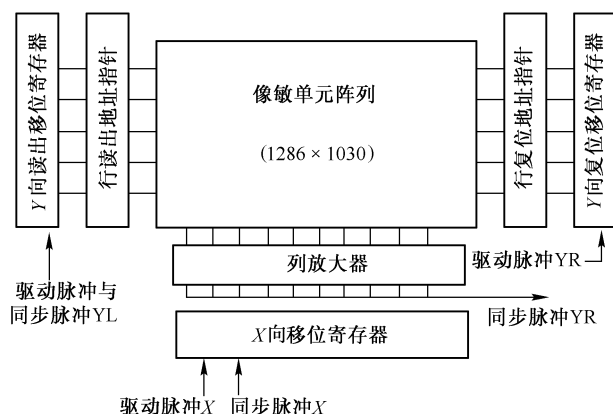 Y向读出移位寄存器
行读出地址指针
像敏单元阵列
(1286×1030)
行复位地址指针
Y向复位移位寄存器
列放大器
驱动脉冲YR
驱动脉冲与
同步脉冲YL
同步脉冲YR
X向移位寄存器
驱动脉冲X 同步脉冲X